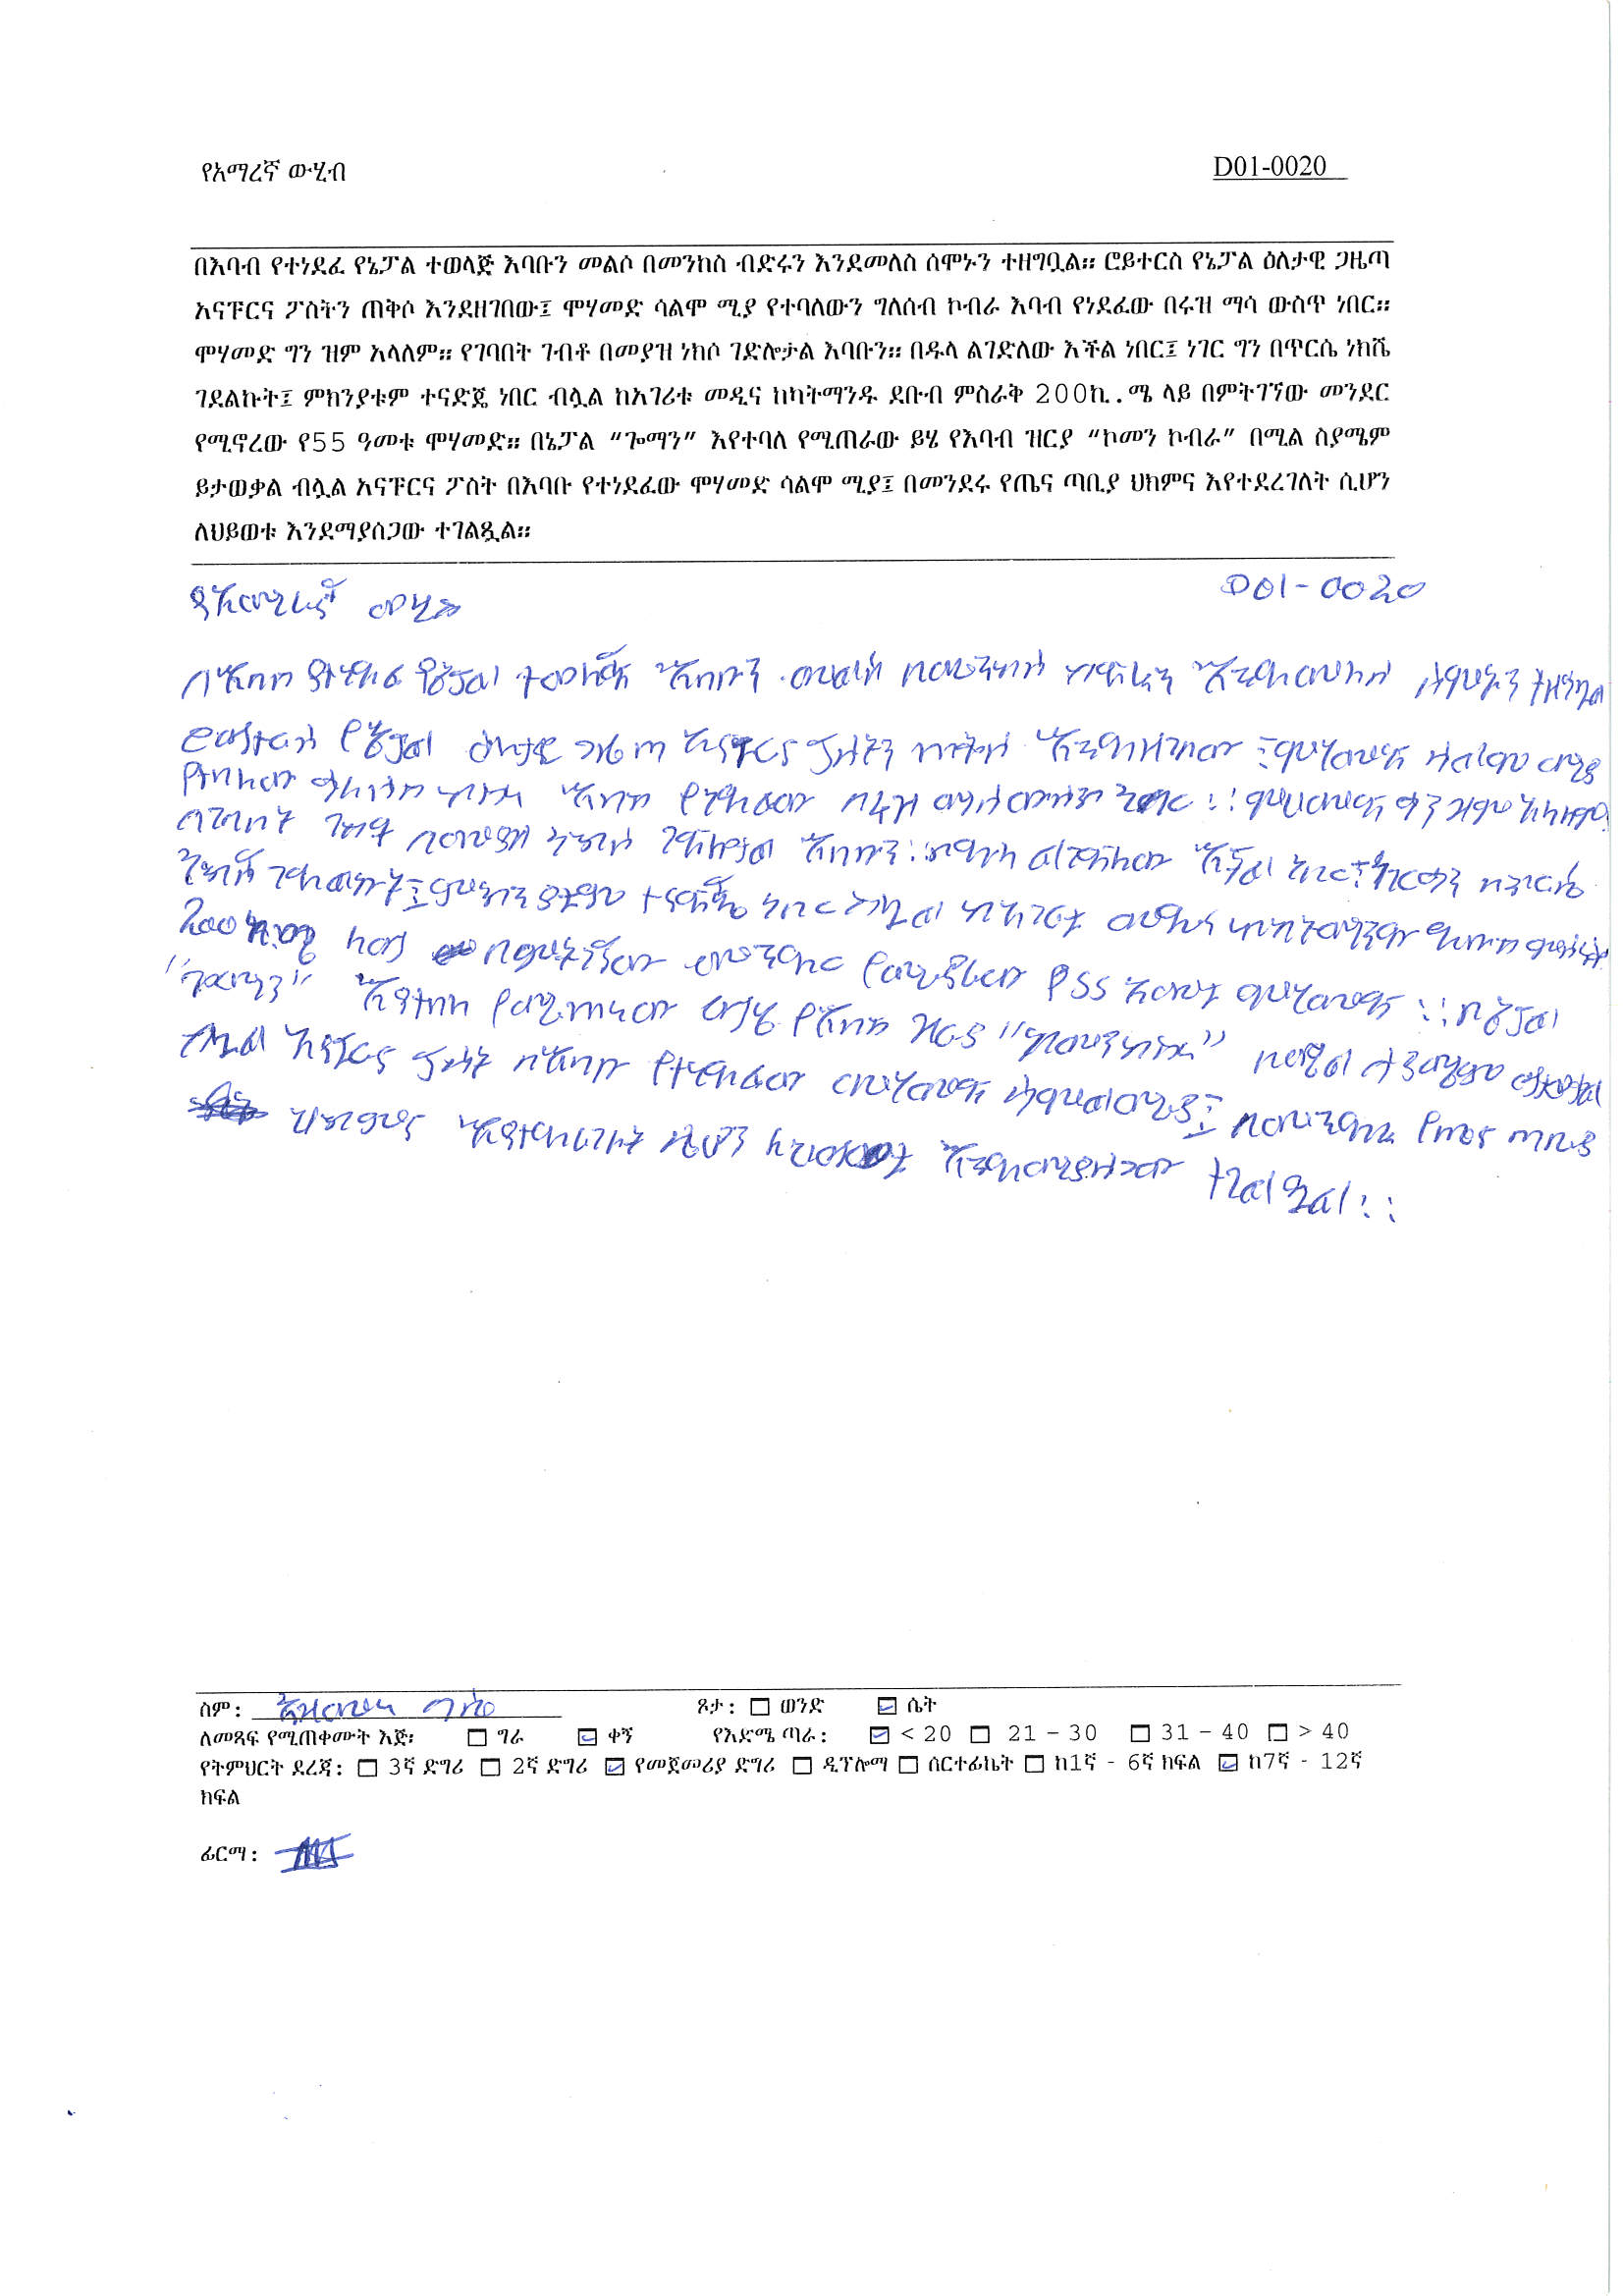 የአማረኛ ውሂብ D01-0020
በእባብ የተነደፈ የኔፓል ተወላጅ እባቡን መልሶ በመንከስ ብድሩን እንደመለስ ሰሞኑን ተዘግቧል። ሮይተርስ የኔፓል ዕለታዊ ጋዜጣ
አናፑርና ፖስትን ጠቅሶ እንደዘገበው፤ ሞሃመድ ሳልሞ ሚያ የተባለውን ግለሰብ ኮብራ እባብ የነደፈው በሩዝ ማሳ ውስጥ ነበር።
ሞሃመድ ግን ዝም አላለም። የገባበት ገብቶ በመያዝ ነክሶ ገድሎታል እባቡን። በዱላ ልገድለው እችል ነበር፤ ነገር ግን በጥርሴ ነክሼ
ገደልኩት፤ ምክንያቱም ተናድጄ ነበር ብሏል ከአገሪቱ መዲና ከካትማንዱ ደቡብ ምስራቅ 200ኪ.ሜ ላይ በምትገኘው መንደር
የሚኖረው የ55 ዓመቱ ሞሃመድ። በኔፓል “ጐማን” እየተባለ የሚጠራው ይሄ የእባብ ዝርያ “ኮመን ኮብራ” በሚል ስያሜም
ይታወቃል ብሏል አናፑርና ፖስት በእባቡ የተነደፈው ሞሃመድ ሳልሞ ሚያ፤ በመንደሩ የጤና ጣቢያ ህክምና እየተደረገለት ሲሆን
ለህይወቱ እንደማያሰጋው ተገልጿል።
የአማረኛ ውሂብ D01-0020
በእባብ የተነደፈ የኔፓል ተወላጅ እባቡን መልሶ በመንከስ ብድሩን እንደመለስ ሰሞኑን ተዘግቧል
ሮይተርስ የኔፓል ዕለታዊ ጋዜጣ አናፑርና ፖስትን ጠቅሶ እንደዘገበው፤ ሞሃመድ ሳልሞ ሚያ
የተባለው ግለሰብ ኮብራ እባብ የነደፈው በሩዝ ማሳ ውስጥ ነበር። ሞሃመድ ግን ዝም አላለም።
በገባበት ገብቶ በመያዝ ነክሶ ገድሎታል እባቡን። በዱላ ልገድለው እችል ነበር፤ ነገር ግን በጥርሴ
ነክሼ ገደልኩት፤ ምክንያቱም ተናድጄ ነበር ብሏል ከአገሪቱ መዲና ከካትማንዱ ደቡብ ምስራቅ
200 ኪ.ሜ ላይ በምትገኘው መንደር የሚኖረው የ55 ዓመቱ ሞሃመድ ። በኔፓል
"ጐማን" እየተባለ የሚጠራው ይሄ የእባብ ዝርያ "ኮመን ኮብራ" በሚል ስያሜም ይታወቃል
ብሏል አናፑርና ፖስት በእባቡ የተነደፈው ሞሃመድ ሳልሞ ሚያ፤ በመንደሩ የጤና ጣቢያ
ህክምና እየተደረገለት ሲሆን ለህይወቱ እንደማያሰጋው ተገልጿል።
ስም: ጾታ: ወንድ ሴት
ለመጻፍ የሚጠቀሙት እጅ፡ ግራ ቀኝ የእድሜ ጣራ: < 20 21 – 30 31 – 40 > 40
የትምህርት ደረጃ: 3ኛ ድግሪ 2ኛ ድግሪ የመጀመሪያ ድግሪ ዲፕሎማ ሰርተፊኬት ከ1ኛ - 6ኛ ክፍል ከ7ኛ - 12ኛ
ክፍል
ፊርማ: